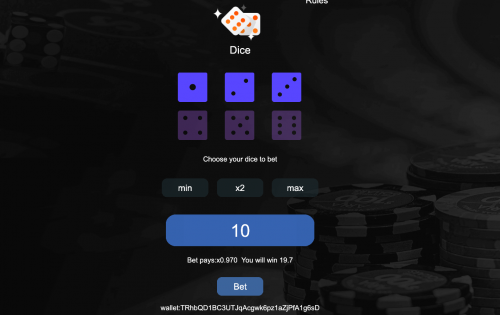 Rules
Dice
Choose your dice to bet
min x2 max
10
Bet pays:x0.970 You will win 19.7
Bet
wallet:TRhbQD1BC3UTJqAcgwk6pz1aZjPfA1g6sD